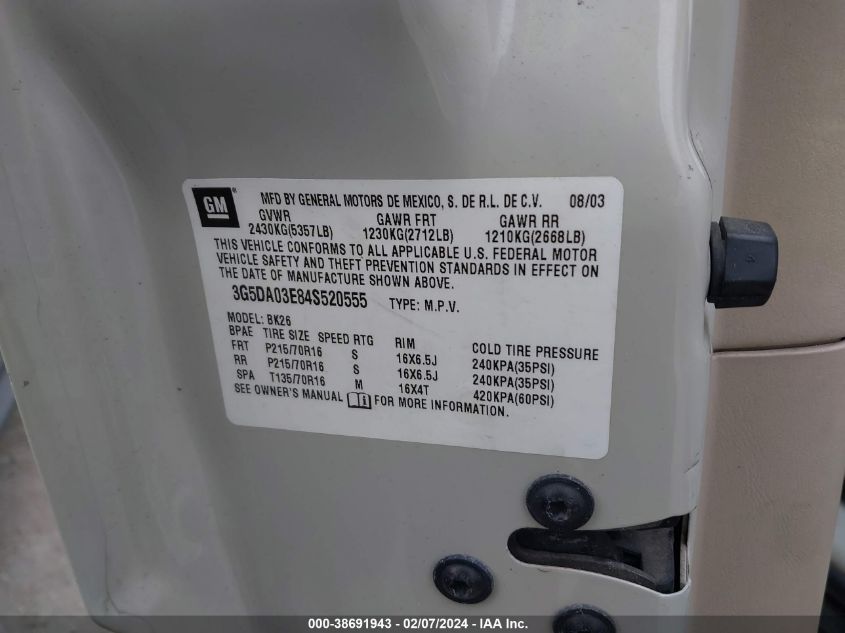 GM ® MFD BY GENERAL MOTORS DE MEXICO, S. DE R.L. DE C.V. 08/03
GVWR GAWR FRT GAWR RR
2430KG(5357LB) 1230KG(2712LB) 1210KG(2668LB)
THIS VEHICLE CONFORMS TO ALL APPLICABLE U.S. FEDERAL MOTOR
VEHICLE SAFETY AND THEFT PREVENTION STANDARDS IN EFFECT ON
THE DATE OF MANUFACTURE SHOWN ABOVE.
3G5DA03E84S520555 TYPE: M.P.V.
MODEL: BK26
BPAE TIRE SIZE SPEED RTG RIM COLD TIRE PRESSURE
FRT P215/70R16 S 16X6.5J 240KPA(35PSI)
RR P215/70R16 S 16X6.5J 240KPA(35PSI)
SPA T135/70R16 M 16X4T 420KPA(60PSI)
SEE OWNER'S MANUAL FOR MORE INFORMATION.
000-38691943 - 02/07/2024 - IAA Inc.